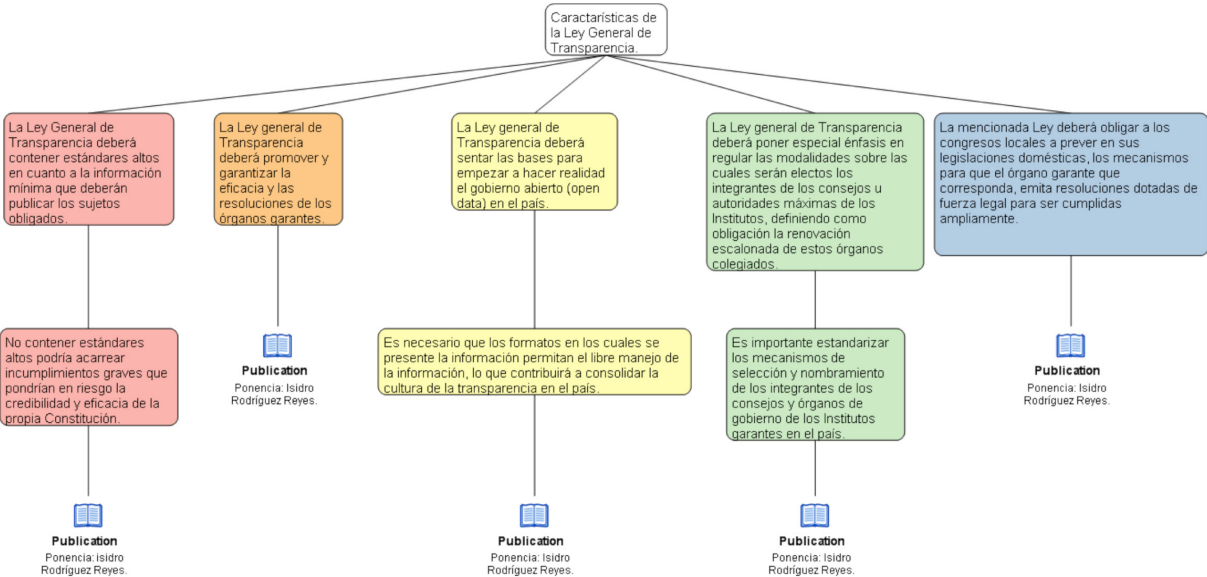 Caractarísticas de
la Ley General de
Transparencia.
La Ley General de
Transparencia deberá
contener estándares altos
en cuanto a la información
mínima que deberán
publicar los sujetos
obligados.
La Ley general de
Transparencia
deberá promover y
garantizar la
eficacia y las
resoluciones de los
órganos garantes.
La Ley general de
Transparencia deberá
sentar las bases para
empezar a hacer realidad
el gobierno abierto (open
data) en el país.
La Ley general de Transparencia
deberá poner especial énfasis en
regular las modalidades sobre las
cuales serán electos los
integrantes de los consejos u
autoridades máximas de los
Institutos, definiendo como
obligación la renovación
escalonada de estos órganos
colegiados.
La mencionada Ley deberá obligar a los
congresos locales a prever en sus
legislaciones domésticas, los mecanismos
para que el órgano garante que
corresponda, emita resoluciones dotadas de
fuerza legal para ser cumplidas
ampliamente.
No contener estándares
altos podría acarrear
incumplimientos graves que
pondrían en riesgo la
credibilidad y eficacia de la
propia Constitución.
Publication
Ponencia: Isidro
Rodríguez Reyes.
Es necesario que los formatos en los cuales se
presente la información permitan el libre manejo de
la información, lo que contribuirá a consolidar la
cultura de la transparencia en el país.
Es importante estandarizar
los mecanismos de
selección y nombramiento
de los integrantes de los
consejos y órganos de
gobierno de los Institutos
garantes en el país.
Publication
Ponencia: Isidro
Rodríguez Reyes.
Publication
Ponencia: isidro
Rodríguez Reyes.
Publication
Ponencia: Isidro
Rodríguez Reyes.
Publication
Ponencia: Isidro
Rodríguez Reyes.